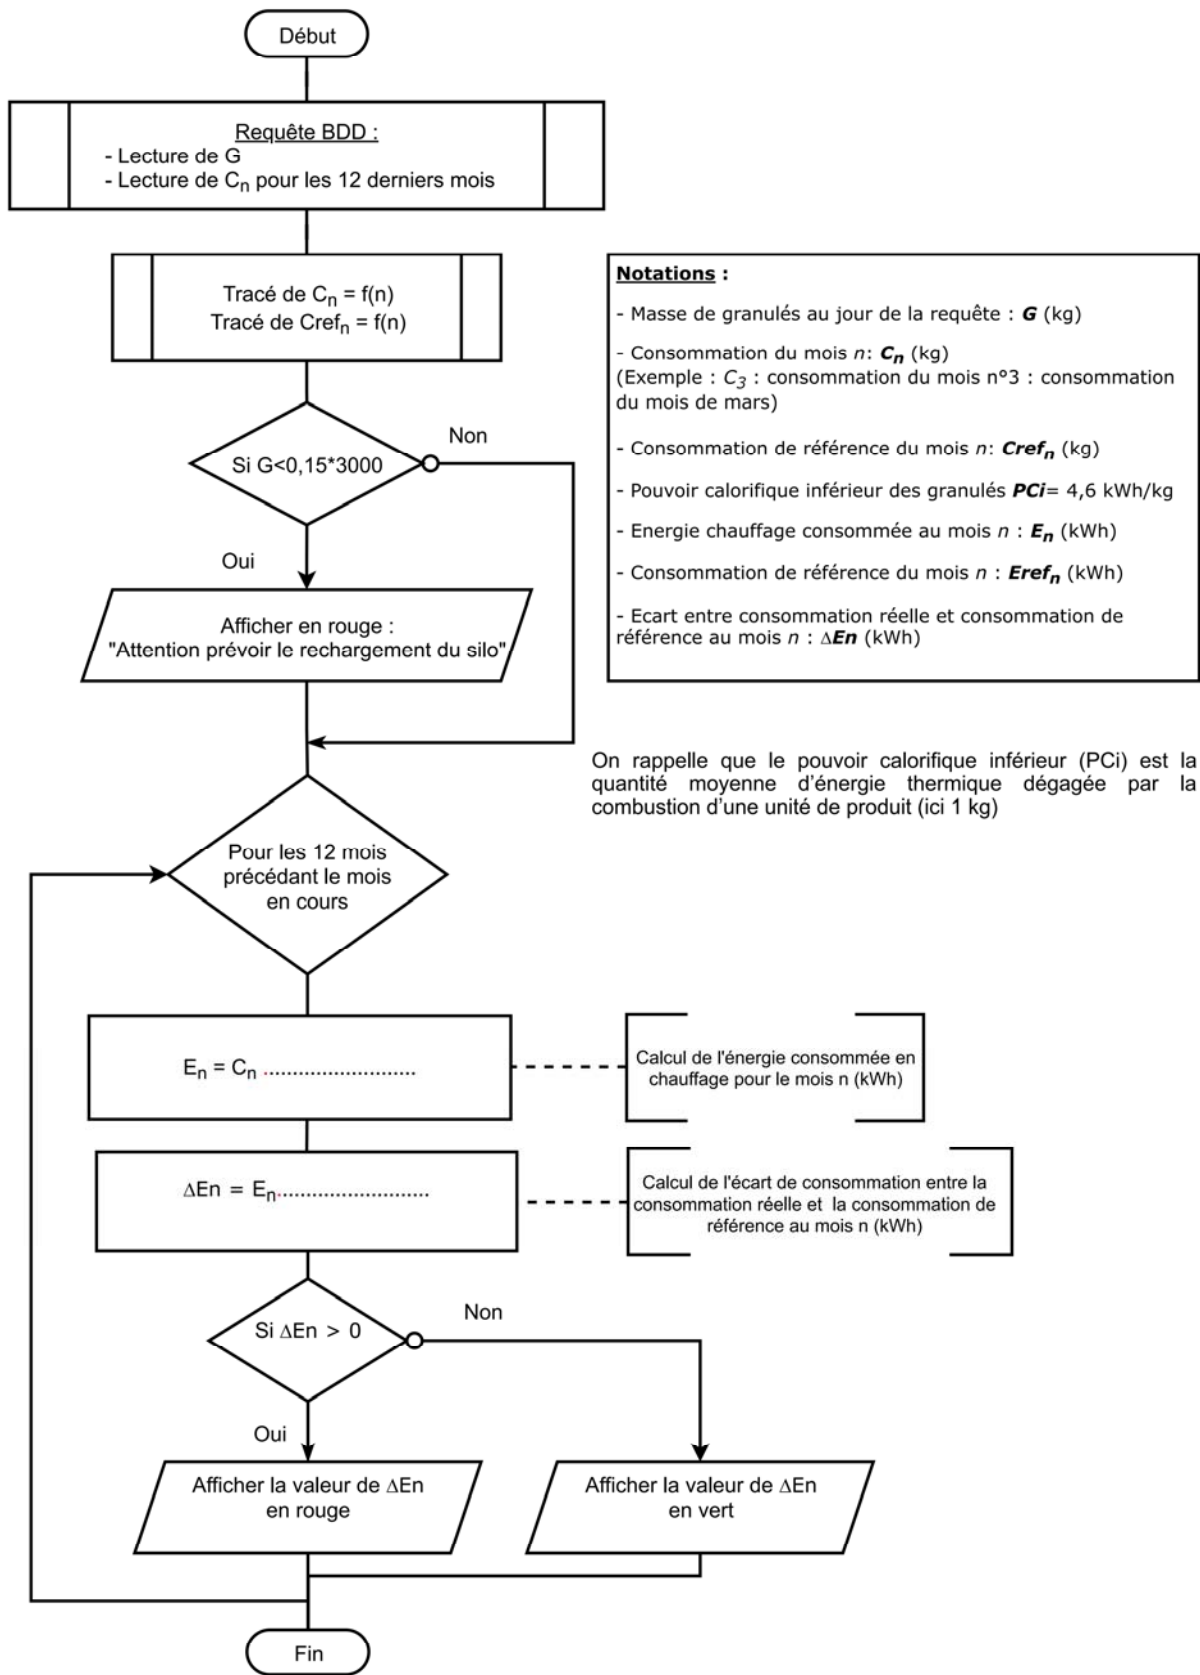 Début
Requête BDD :
- Lecture de G
- Lecture de Cn pour les 12 derniers mois
Tracé de Cn = f(n)
Tracé de Crefn = f(n)
Notations :
- Masse de granulés au jour de la requête : G (kg)
- Consommation du mois n: Cn (kg)
(Exemple : C3 : consommation du mois n°3 : consommation
du mois de mars)
- Consommation de référence du mois n: Crefn (kg)
- Pouvoir calorifique inférieur des granulés PCi= 4,6 kWh/kg
- Energie chauffage consommée au mois n : En (kWh)
- Consommation de référence du mois n : Erefn (kWh)
- Ecart entre consommation réelle et consommation de
référence au mois n : ΔEn (kWh)
Si G<0,15*3000
Non
Oui
Afficher en rouge :
"Attention prévoir le rechargement du silo"
On rappelle que le pouvoir calorifique inférieur (PCi) est la
quantité moyenne d'énergie thermique dégagée par la
combustion d'une unité de produit (ici 1 kg)
Pour les 12 mois
précédant le mois
en cours
En = Cn ..........................
Calcul de l'énergie consommée en
chauffage pour le mois n (kWh)
ΔEn = En..........................
Calcul de l'écart de consommation entre la
consommation réelle et la consommation de
référence au mois n (kWh)
Si ΔEn > 0
Non
Oui
Afficher la valeur de ΔEn
en rouge
Afficher la valeur de ΔEn
en vert
Fin